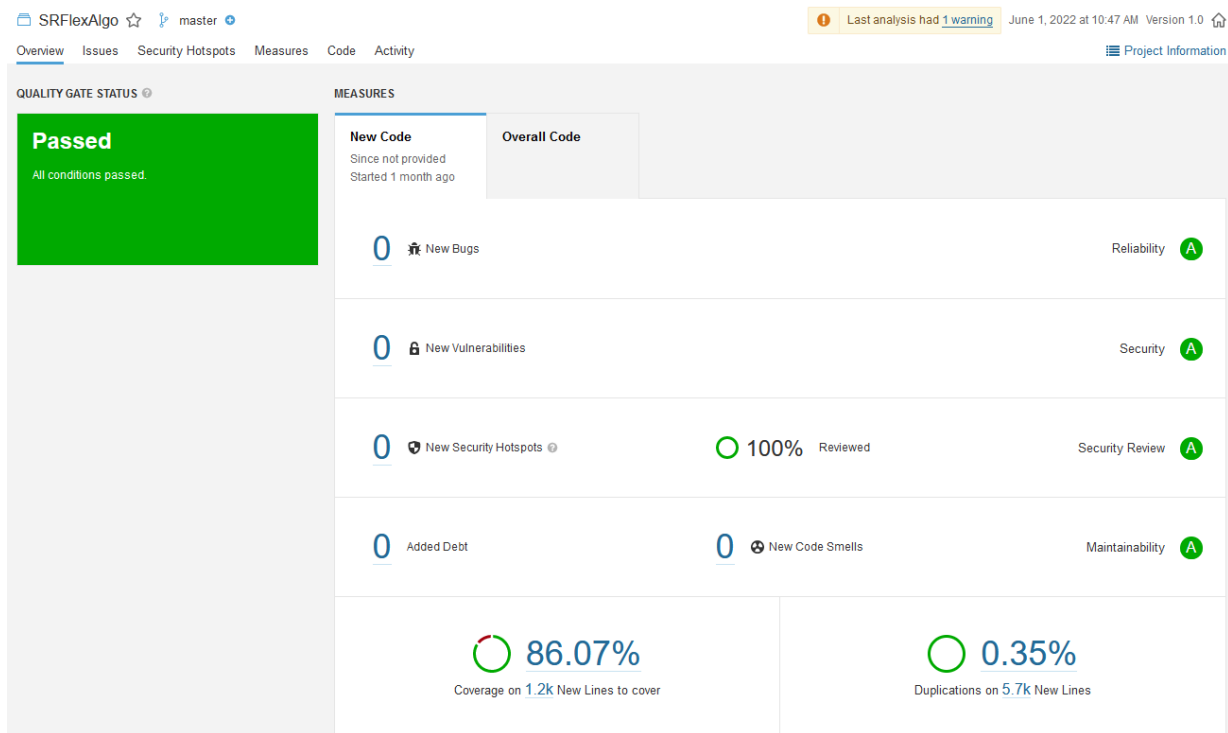 SRFlexAlgo master Last analysis had 1 warning June 1, 2022 at 10:47 AM Version 1.0
Overview Issues Security Hotspots Measures Code Activity Project Information
QUALITY GATE STATUS ?
Passed
All conditions passed.
MEASURES
New Code
Since not provided
Started 1 month ago
Overall Code
0 New Bugs Reliability A
0 New Vulnerabilities Security A
0 New Security Hotspots ? 100% Reviewed Security Review A
0 Added Debt 0 New Code Smells Maintainability A
86.07%
Coverage on 1.2k New Lines to cover
0.35%
Duplications on 5.7k New Lines